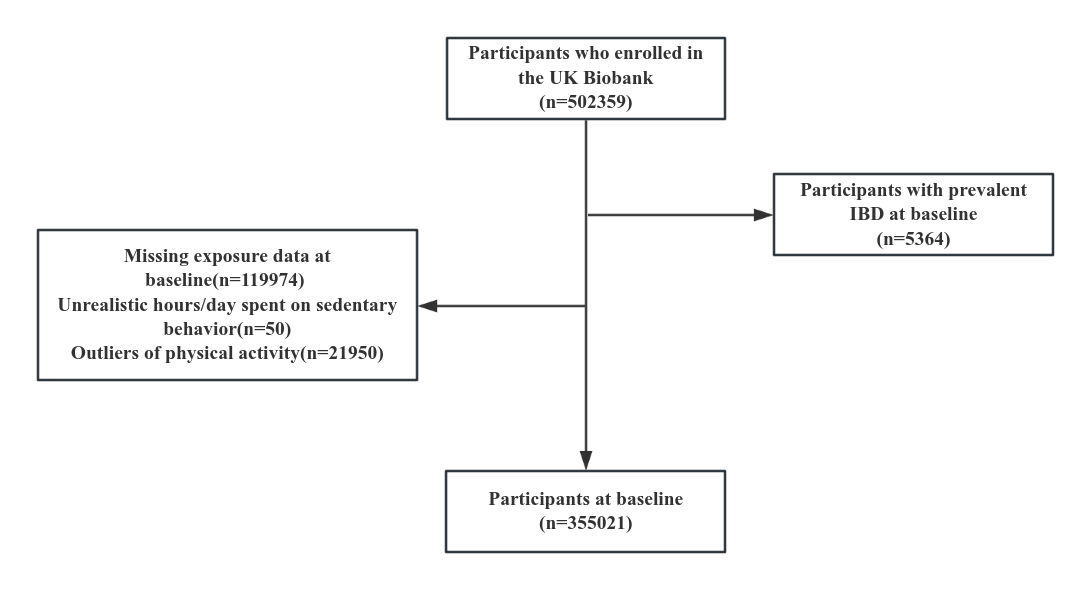 Participants who enrolled in
the UK Biobank
(n=502359)
Participants with prevalent
IBD at baseline
(n=5364)
Missing exposure data at
baseline(n=119974)
Unrealistic hours/day spent on sedentary
behavior(n=50)
Outliers of physical activity(n=21950)
Participants at baseline
(n=355021)